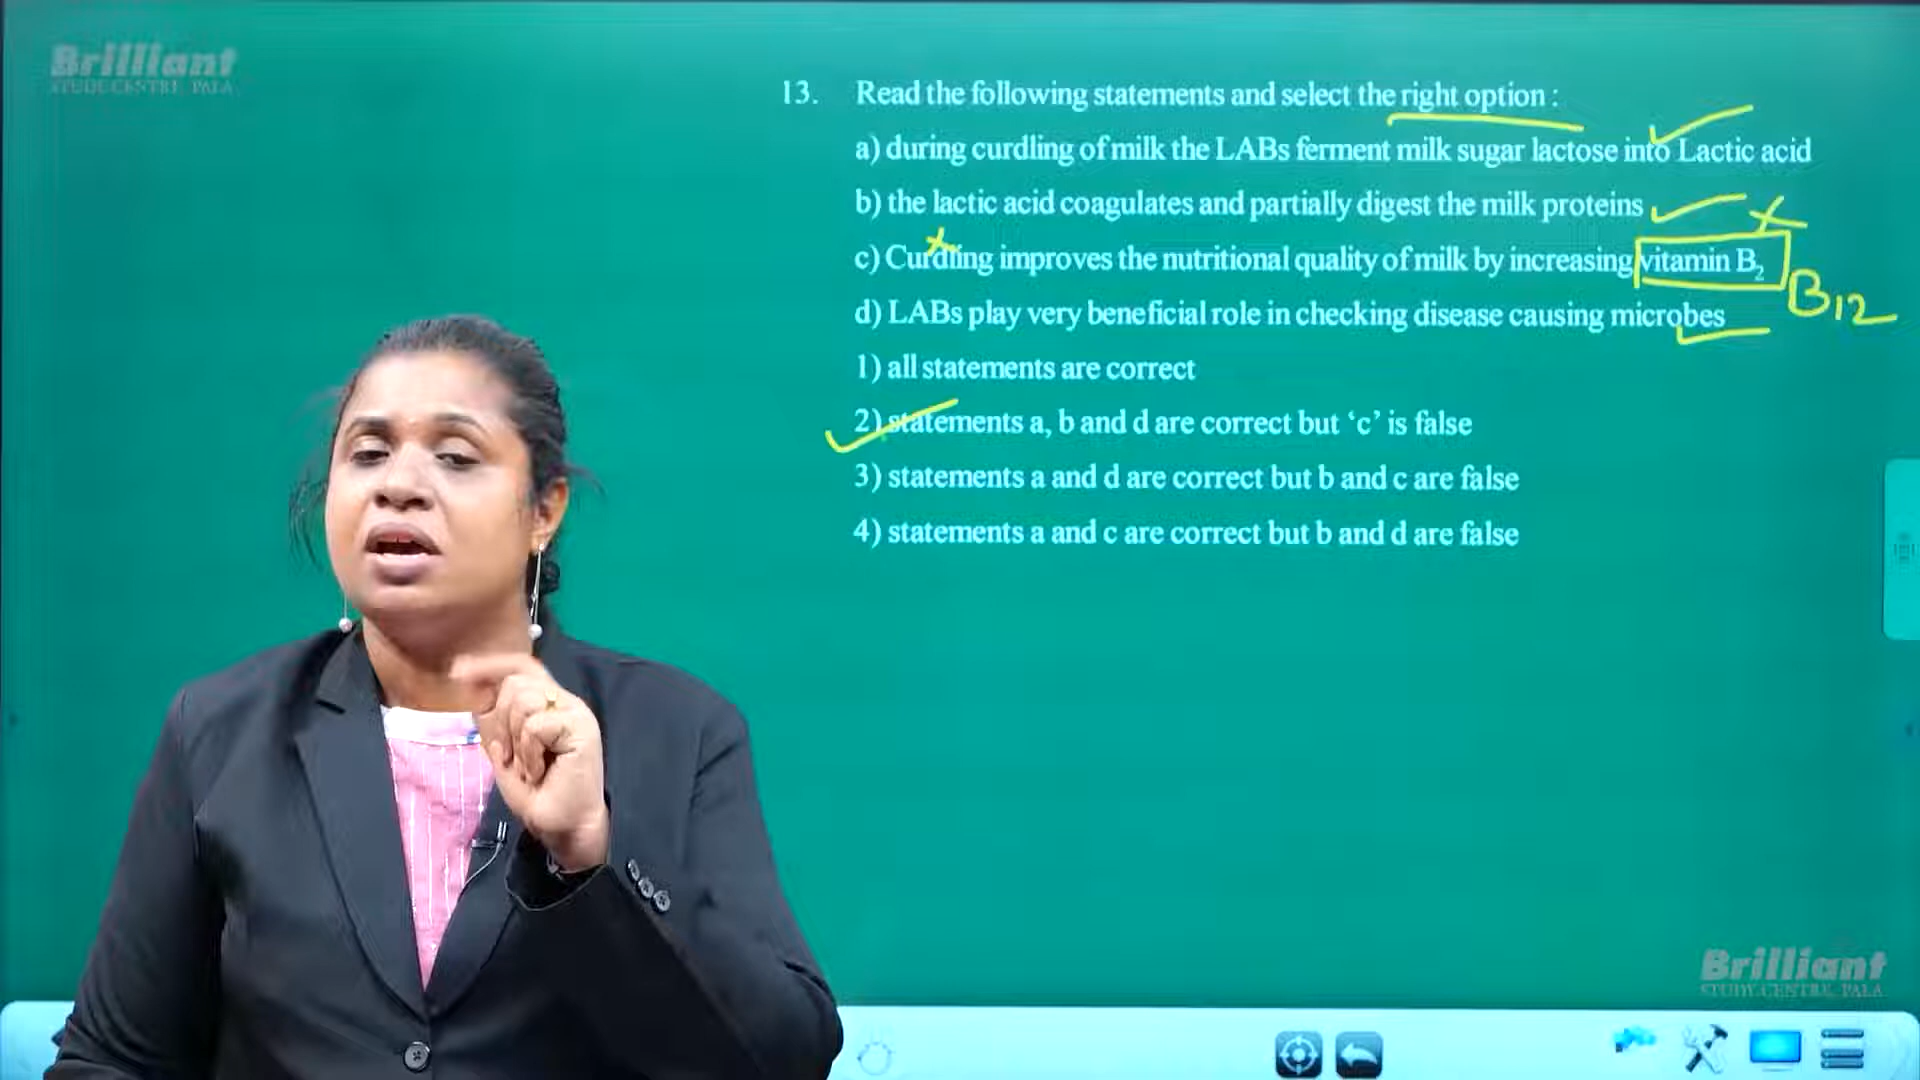 Brilliant
STUDY CENTRE, PALA
13. Read the following statements and select the right option :
a) during curdling of milk the LABs ferment milk sugar lactose into Lactic acid
b) the lactic acid coagulates and partially digest the milk proteins
c) Curdling improves the nutritional quality of milk by increasing vitamin B2
B12
d) LABs play very beneficial role in checking disease causing microbes
1) all statements are correct
2) statements a, b and d are correct but ‘c’ is false
3) statements a and d are correct but b and c are false
4) statements a and c are correct but b and d are false
Brilliant
STUDY CENTRE, PALA